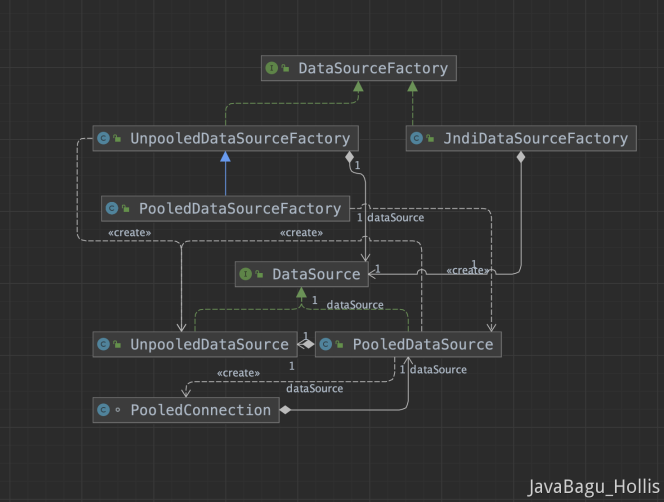 DataSourceFactory
UnpooledDataSourceFactory
JndiDataSourceFactory
1
PooledDataSourceFactory
1 dataSource
«create»
«create»
DataSource
1
1
«create»
1
dataSource
UnpooledDataSource
1
PooledDataSource
1
«create»
1 dataSource
dataSource
PooledConnection
JavaBagu_Hollis